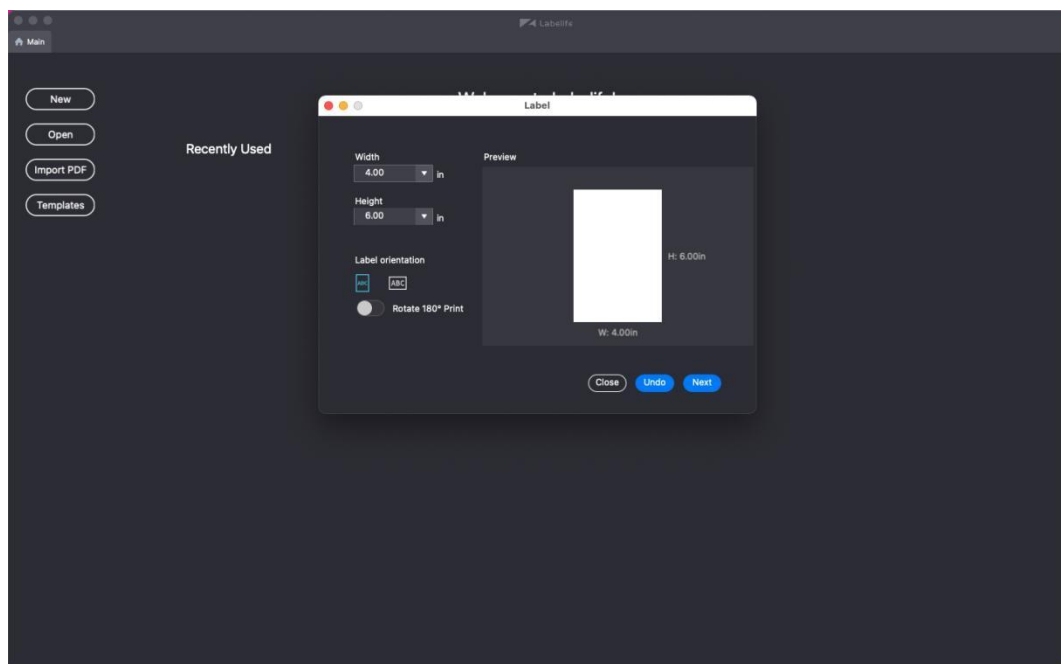 Labelife
Main
New
Open
Import PDF
Templates
Recently Used
Label
Width
4.00 in
Height
6.00 in
Label orientation
ABC
ABC
Rotate 180° Print
Preview
H: 6.00in
W: 4.00in
Close
Undo
Next